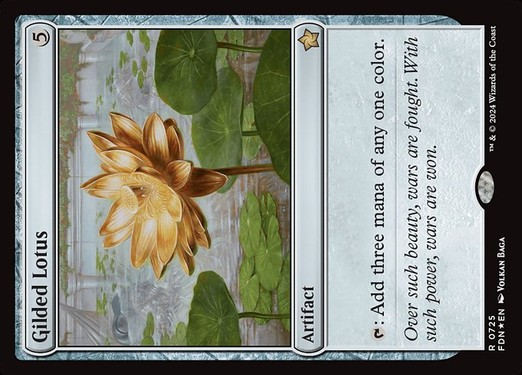 Gilded Lotus 5
Artifact
: Add three mana of any one color.
Over such beauty, wars are fought. With
such power, wars are won.
R 0725
FDN★EN VOLKAN BAGA
™ & © 2024 Wizards of the Coast